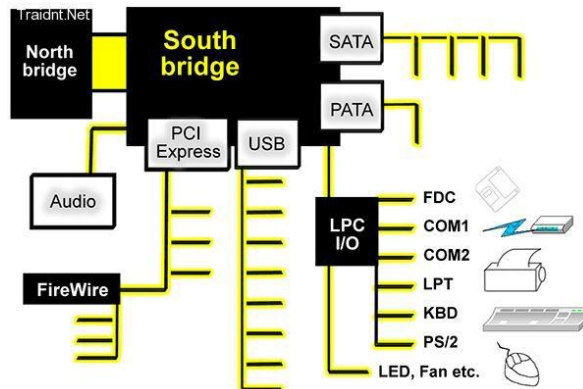 Traidnt.Net
North
bridge
South
bridge
SATA
PATA
PCI
Express
USB
Audio
FireWire
LPC
I/O
FDC
COM1
COM2
LPT
KBD
PS/2
LED, Fan etc.